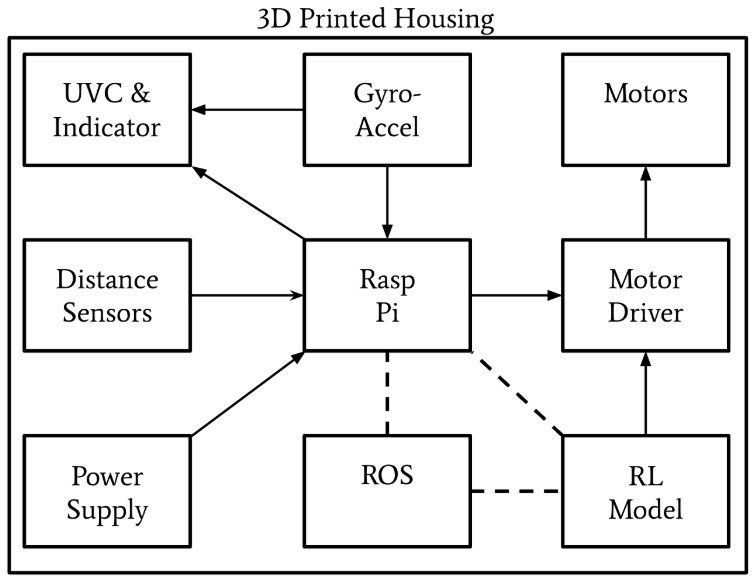 3D Printed Housing
UVC &
Indicator
Gyro-
Accel
Motors
Distance
Sensors
Rasp
Pi
Motor
Driver
Power
Supply
ROS
RL
Model